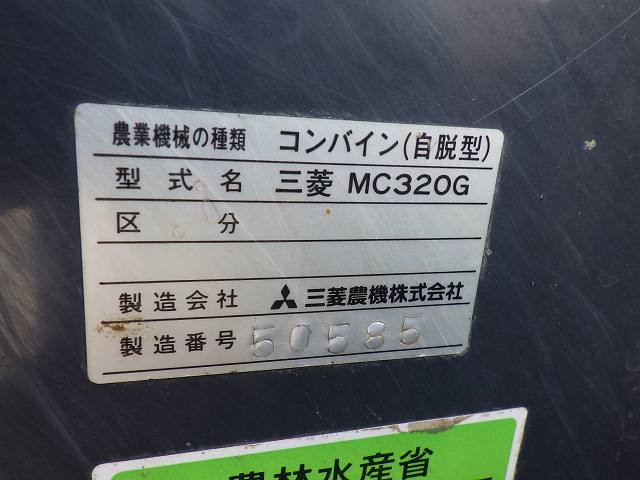 農業機械の種類 コンバイン(自脱型)
型式名 三菱 MC320G
区分
製造会社 三菱農機株式会社
製造番号 50585
農林水産省